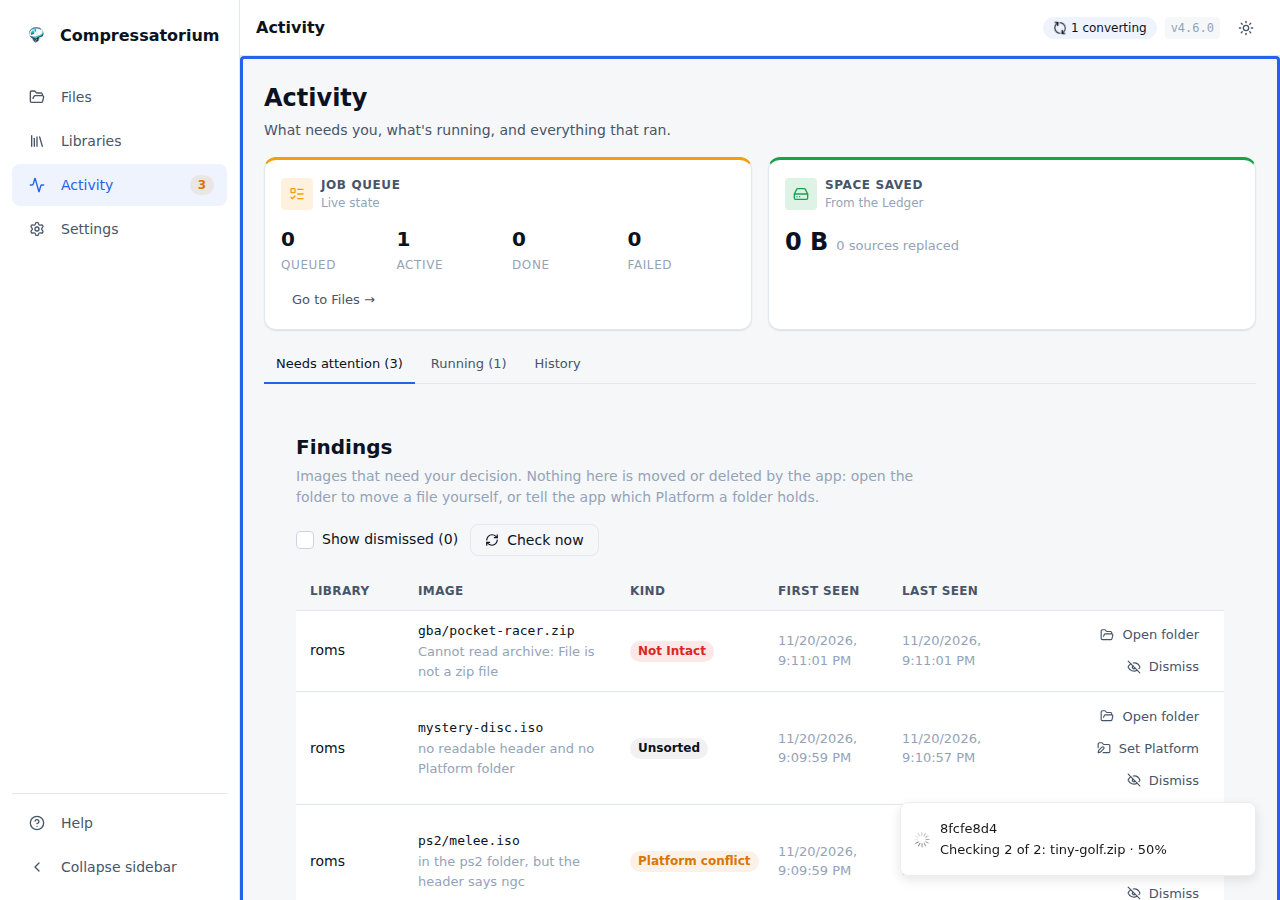 Compressatorium
Activity
1 converting
v4.6.0
Files
Libraries
Activity
3
Settings
Help
Collapse sidebar
Activity
What needs you, what's running, and everything that ran.
JOB QUEUE
Live state
0
1
0
0
QUEUED
ACTIVE
DONE
FAILED
Go to Files →
SPACE SAVED
From the Ledger
0 B 0 sources replaced
Needs attention (3)
Running (1)
History
Findings
Images that need your decision. Nothing here is moved or deleted by the app: open the
folder to move a file yourself, or tell the app which Platform a folder holds.
Show dismissed (0)
Check now
LIBRARY
IMAGE
KIND
FIRST SEEN
LAST SEEN
roms
gba/pocket-racer.zip
Cannot read archive: File is
not a zip file
Not Intact
11/20/2026,
9:11:01 PM
11/20/2026,
9:11:01 PM
Open folder
Dismiss
roms
mystery-disc.iso
no readable header and no
Platform folder
Unsorted
11/20/2026,
9:09:59 PM
11/20/2026,
9:10:57 PM
Open folder
Set Platform
Dismiss
roms
ps2/melee.iso
in the ps2 folder, but the
header says ngc
Platform conflict
11/20/2026,
9:09:59 PM
Dismiss
8fcfe8d4
Checking 2 of 2: tiny-golf.zip · 50%